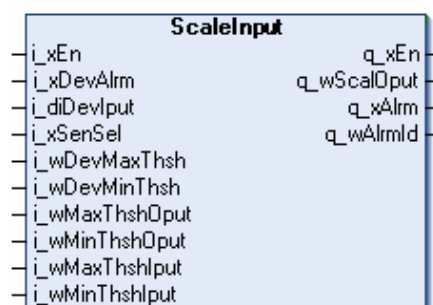 ScaleInput
i_xEn q_xEn
i_xDevAlrm q_wScalOput
i_diDevIput q_xAlrm
i_xSenSel q_wAlrmId
i_wDevMaxThsh
i_wDevMinThsh
i_wMaxThshOput
i_wMinThshOput
i_wMaxThshIput
i_wMinThshIput